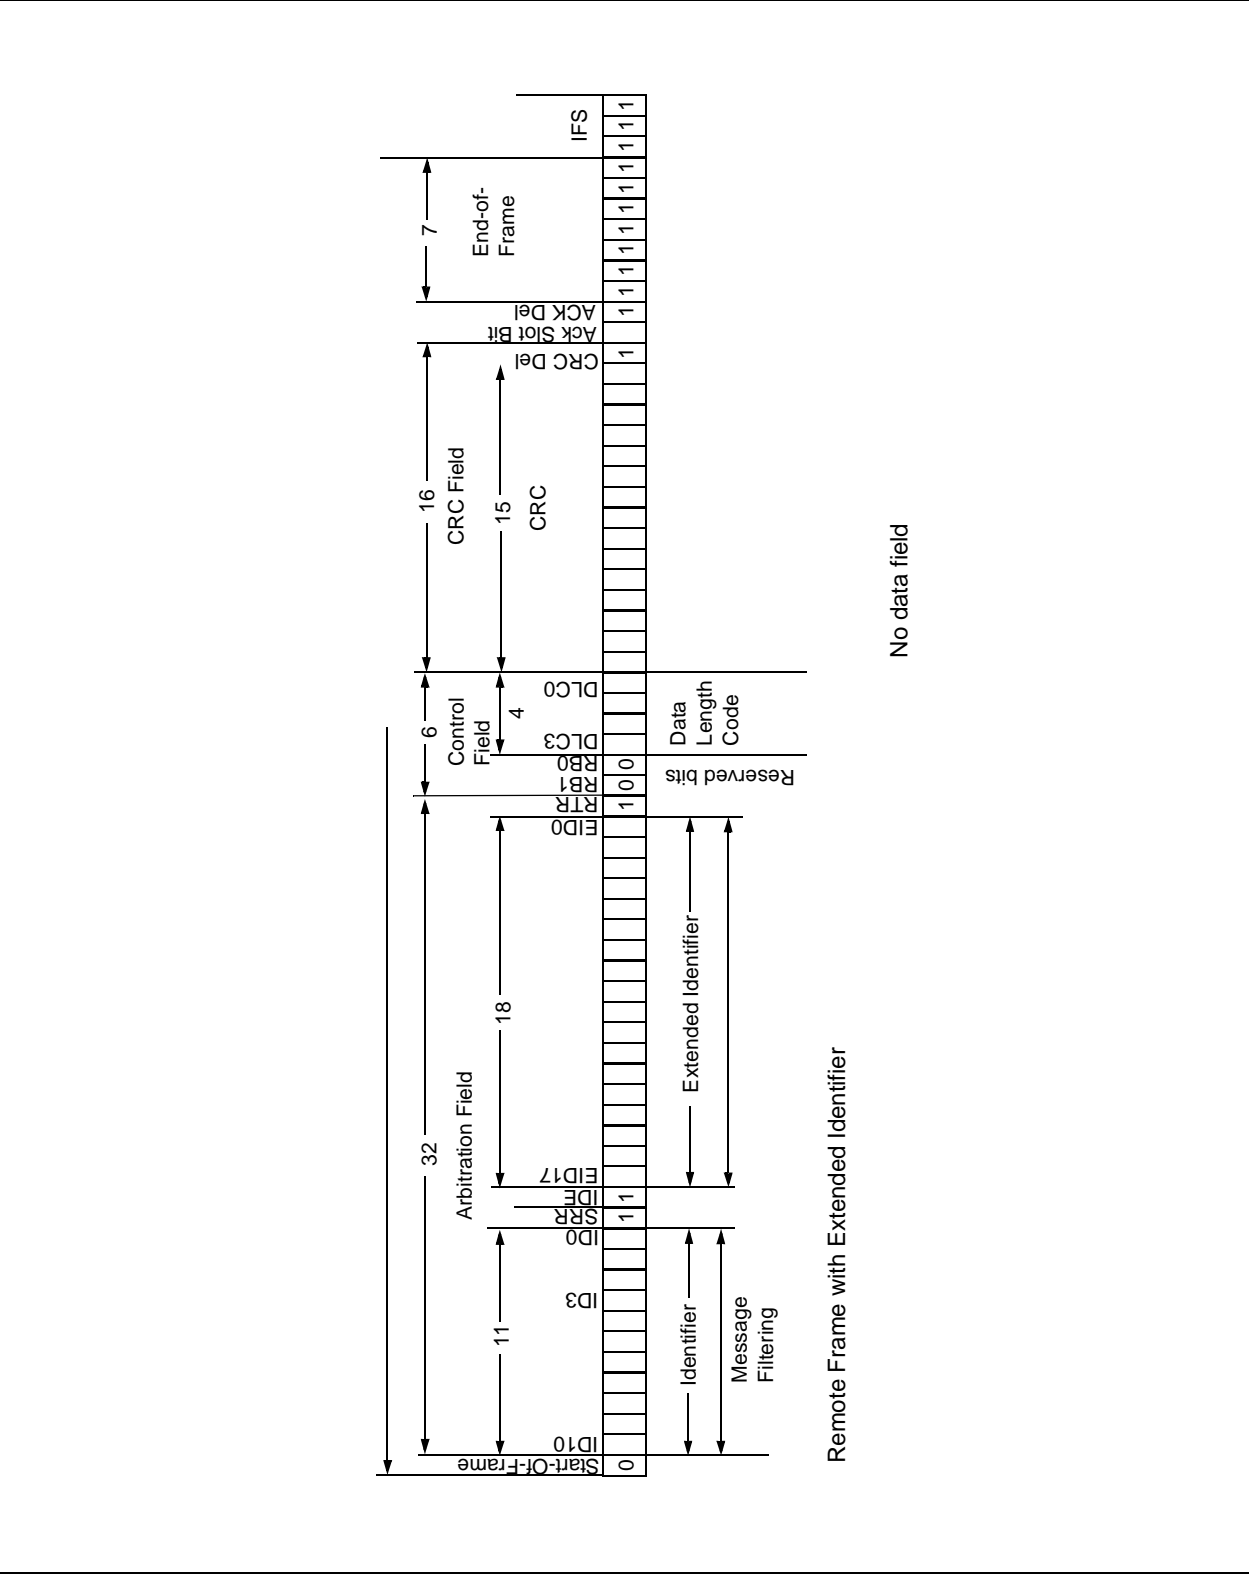 Start-Of-Frame
ID10
ID3
ID0
SRR
IDE
EID17
EID0
RTR
RB1
RB0
DLC3
DLC0
CRC Del
Ack Slot Bit
ACK Del
IFS
32
Arbitration Field
11
18
6
Control
Field
4
16
CRC Field
15
CRC
7
End-of-
Frame
0
1
1
1
0
0
1
1
1
1
1
1
1
1
1
1
1
1
Identifier
Message
Filtering
Extended Identifier
Reserved bits
Data
Length
Code
Remote Frame with Extended Identifier
No data field